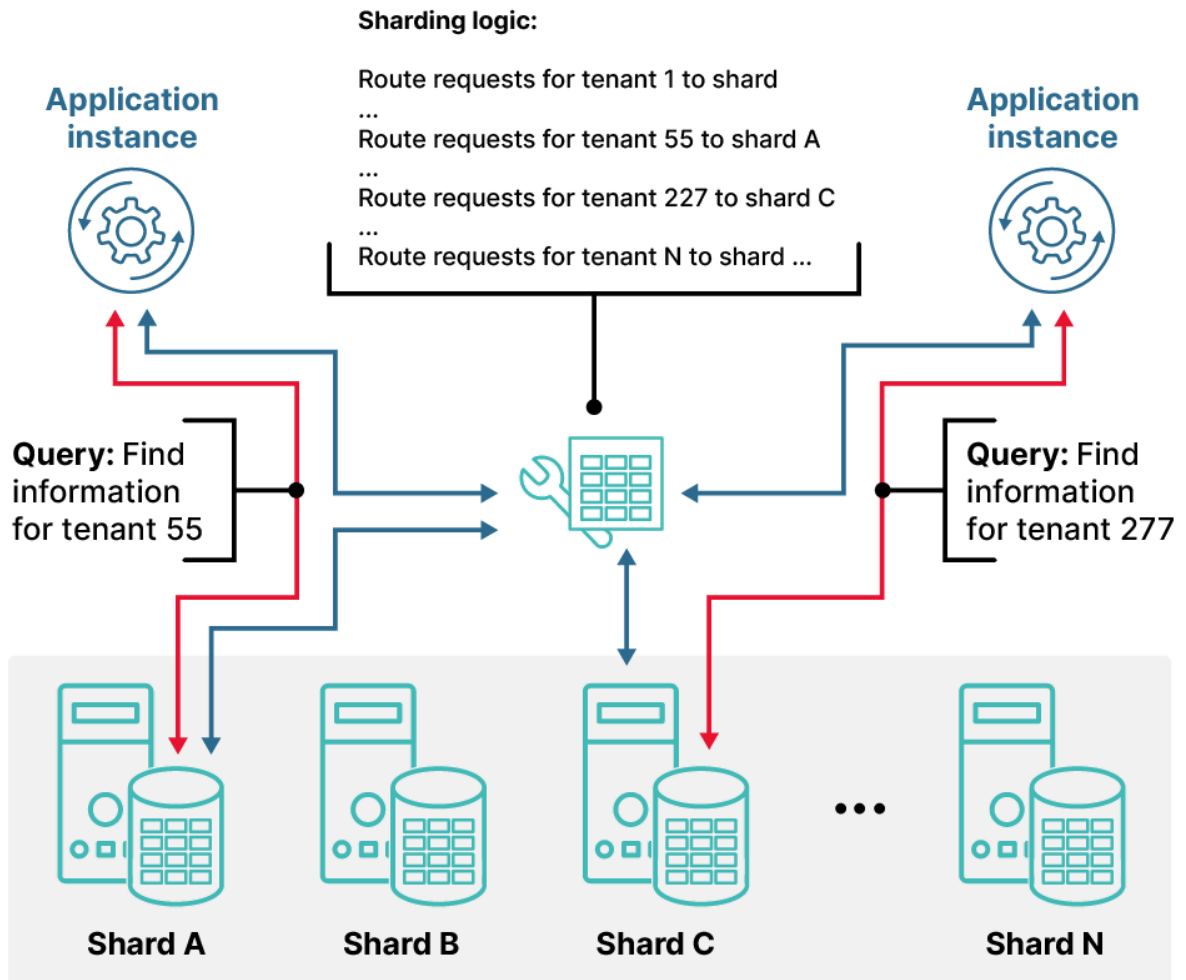 Sharding logic:
Route requests for tenant 1 to shard
...
Route requests for tenant 55 to shard A
...
Route requests for tenant 227 to shard C
...
Route requests for tenant N to shard ...
Application
instance
Application
instance
Query: Find
information
for tenant 55
Query: Find
information
for tenant 277
Shard A
Shard B
Shard C
Shard N